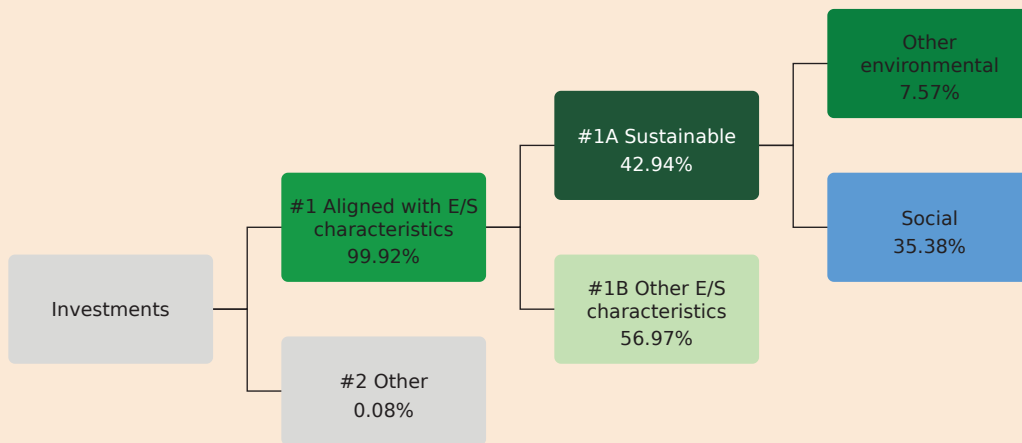 Other
environmental
7.57%
#1A Sustainable
42.94%
#1 Aligned with E/S
characteristics
99.92%
Social
35.38%
Investments
#1B Other E/S
characteristics
56.97%
#2 Other
0.08%